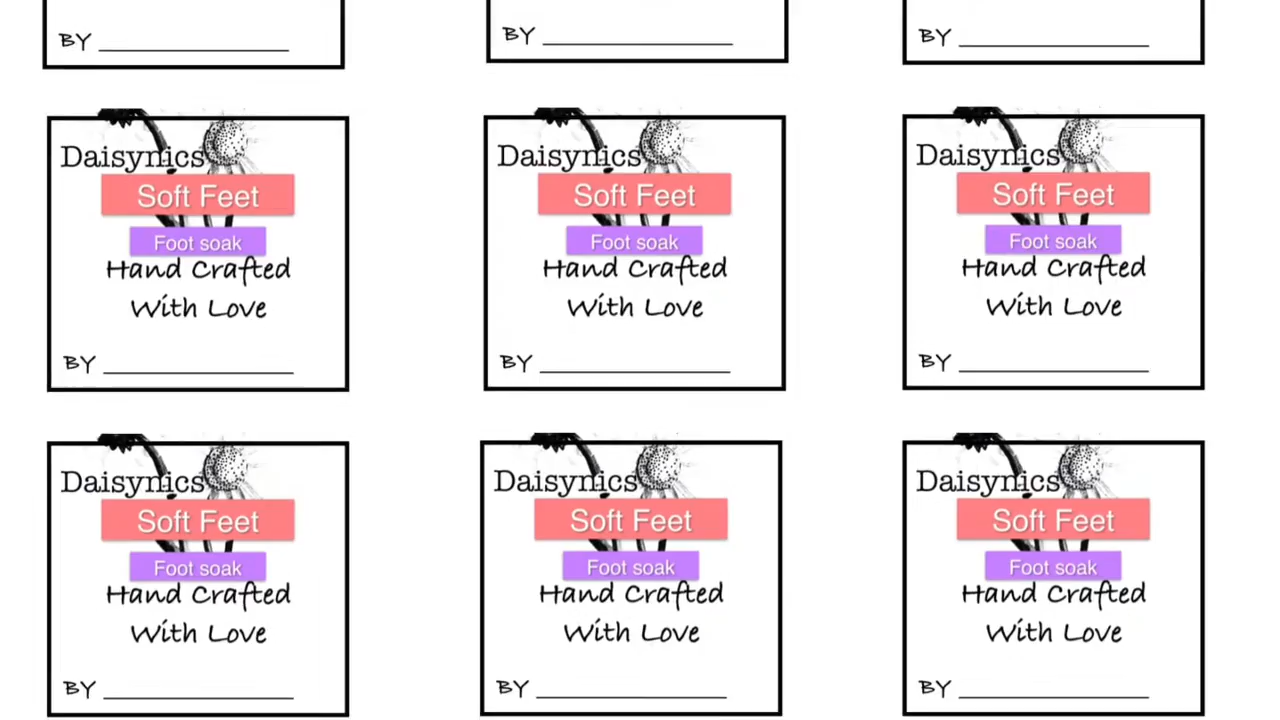 BY
BY
BY
Daisynics
Soft Feet
Foot soak
Hand Crafted
With Love
BY
Daisynics
Soft Feet
Foot soak
Hand Crafted
With Love
BY
Daisynics
Soft Feet
Foot soak
Hand Crafted
With Love
BY
Daisynics
Soft Feet
Foot soak
Hand Crafted
With Love
BY
Daisynics
Soft Feet
Foot soak
Hand Crafted
With Love
BY
Daisynics
Soft Feet
Foot soak
Hand Crafted
With Love
BY